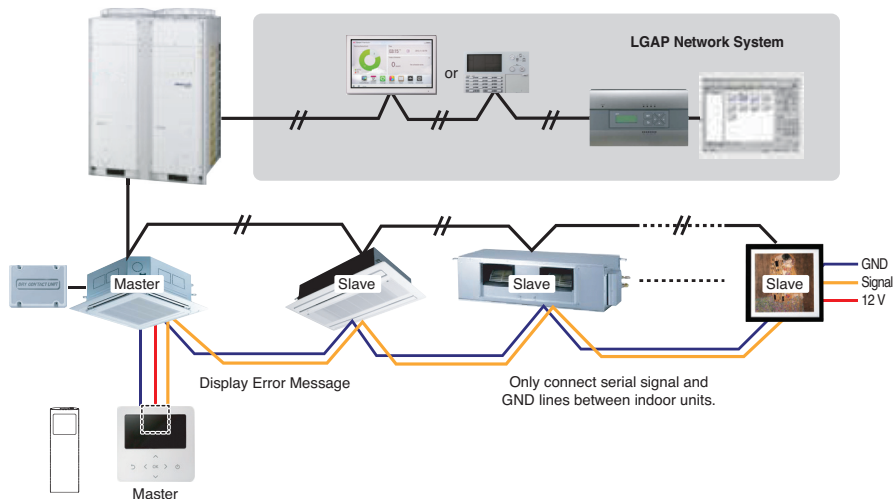 LGAP Network System
or
Master
Slave
Slave
Slave
GND
Signal
12 V
Display Error Message
Only connect serial signal and
GND lines between indoor units.
OK
Master